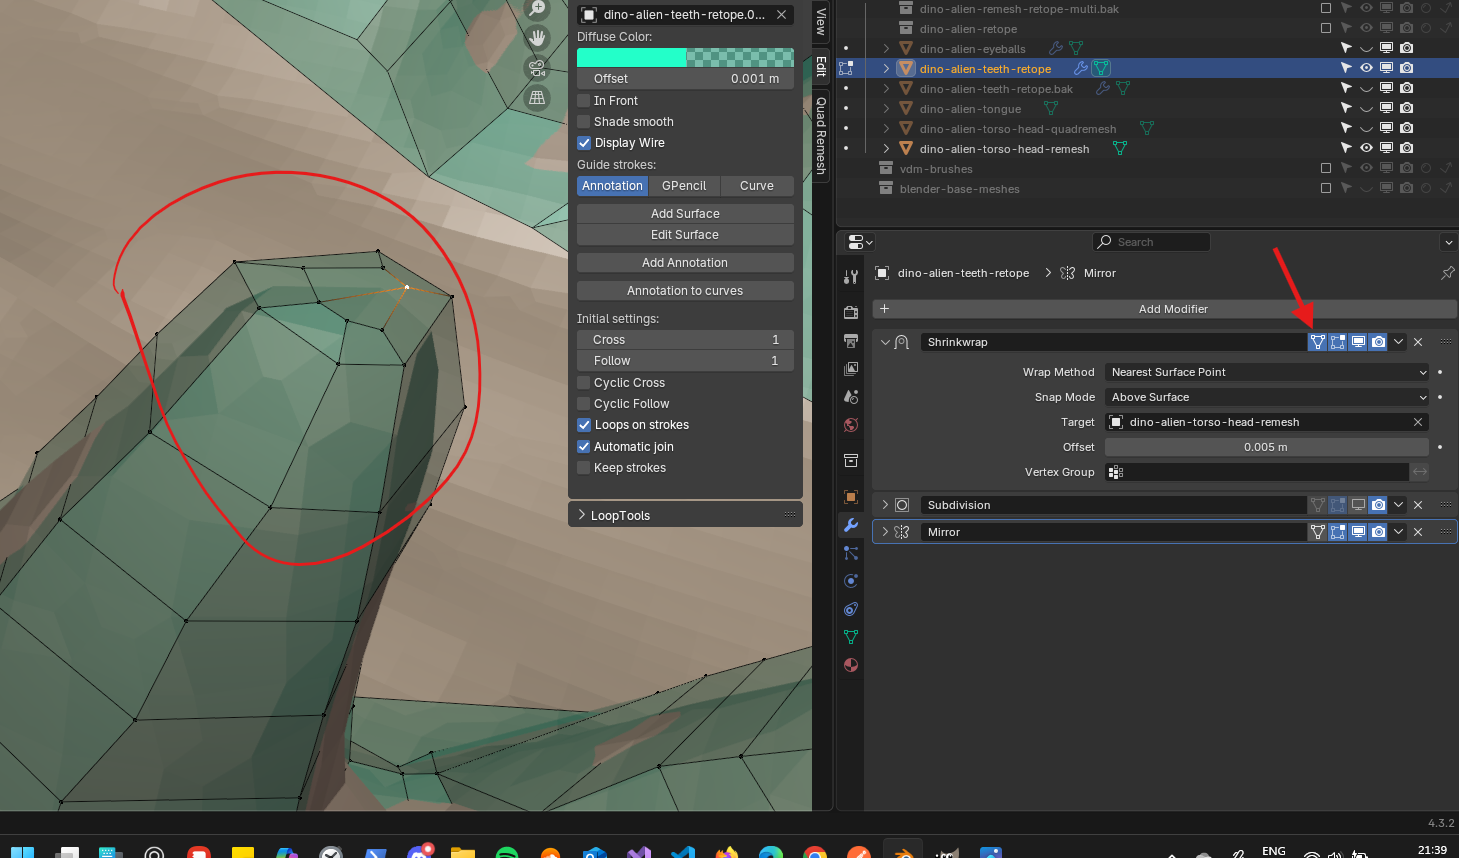 dino-alien-teeth-retope.0...
Diffuse Color:
Offset 0.001 m
In Front
Shade smooth
Display Wire
Guide strokes:
Annotation GPencil Curve
Add Surface
Edit Surface
Add Annotation
Annotation to curves
Initial settings:
Cross 1
Follow 1
Cyclic Cross
Cyclic Follow
Loops on strokes
Automatic join
Keep strokes
LoopTools
View
Edit
Quad Remesh
dino-alien-remesh-retope-multi.bak
dino-alien-retope
dino-alien-eyeballs
dino-alien-teeth-retope
dino-alien-teeth-retope.bak
dino-alien-tongue
dino-alien-torso-head-quadremesh
dino-alien-torso-head-remesh
vdm-brushes
blender-base-meshes
Search
dino-alien-teeth-retope > Mirror
+ Add Modifier
Shrinkwrap
Wrap Method Nearest Surface Point
Snap Mode Above Surface
Target dino-alien-torso-head-remesh
Offset 0.005 m
Vertex Group
Subdivision
Mirror
4.3.2
ENG
21:39